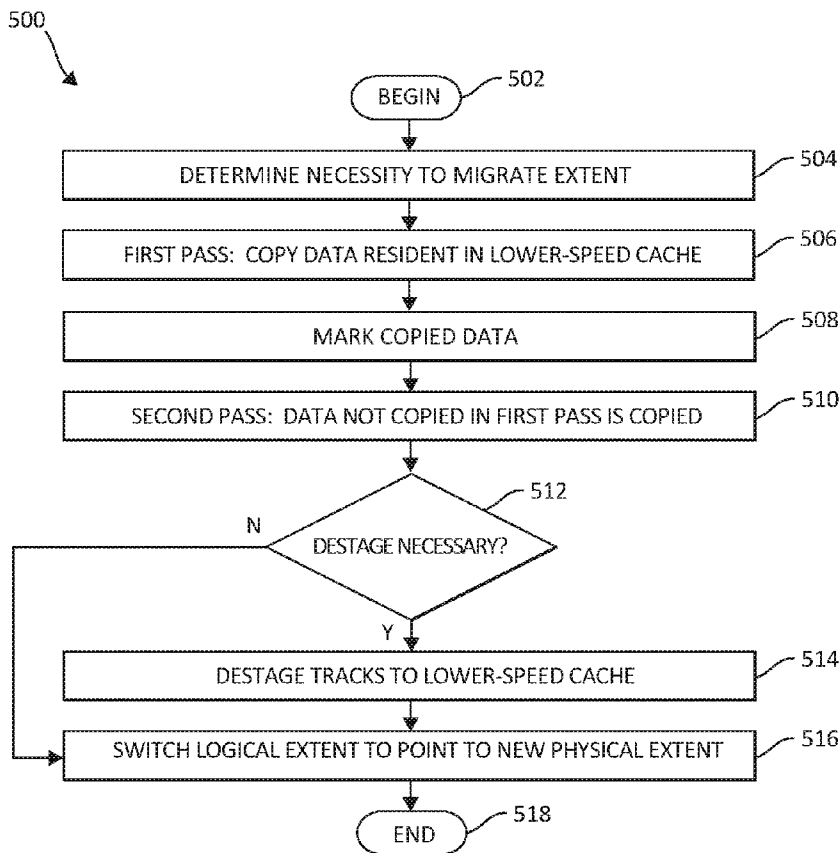 500
BEGIN
502
DETERMINE NECESSITY TO MIGRATE EXTENT
504
FIRST PASS: COPY DATA RESIDENT IN LOWER-SPEED CACHE
506
MARK COPIED DATA
508
SECOND PASS: DATA NOT COPIED IN FIRST PASS IS COPIED
510
512
N
DESTAGE NECESSARY?
Y
DESTAGE TRACKS TO LOWER-SPEED CACHE
514
SWITCH LOGICAL EXTENT TO POINT TO NEW PHYSICAL EXTENT
516
END
518